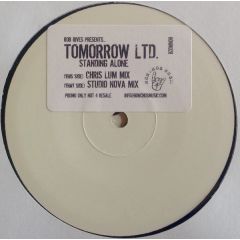 ROB RIVES PRESENTS...
TOMORROW LTD.
STANDING ALONE
THIS SIDE: CHRIS LUM MIX
THAT SIDE: STUDIO NOVA MIX
PROMO ONLY NOT 4 RESALE